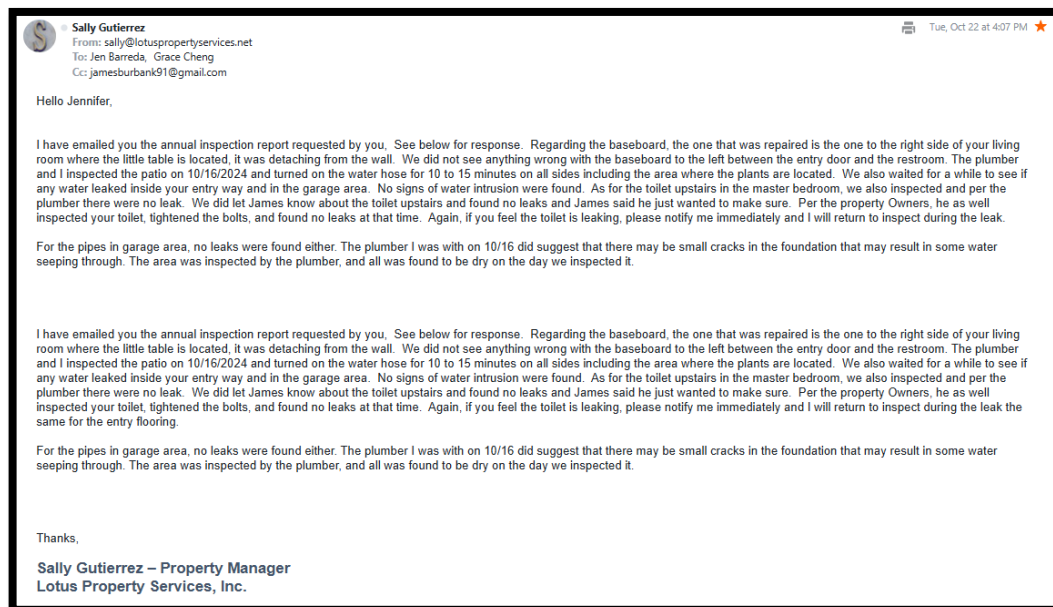 Sally Gutierrez
Tue, Oct 22 at 4:07 PM
From: sally@lotuspropertyservices.net
To: Jen Barreda, Grace Cheng
Cc: jamesburbank91@gmail.com
Hello Jennifer,
I have emailed you the annual inspection report requested by you,  See below for response.  Regarding the baseboard, the one that was repaired is the one to the right side of your living
room where the little table is located, it was detaching from the wall.  We did not see anything wrong with the baseboard to the left between the entry door and the restroom. The plumber
and I inspected the patio on 10/16/2024 and turned on the water hose for 10 to 15 minutes on all sides including the area where the plants are located.  We also waited for a while to see if
any water leaked inside your entry way and in the garage area.  No signs of water intrusion were found.  As for the toilet upstairs in the master bedroom, we also inspected and per the
plumber there were no leak.  We did let James know about the toilet upstairs and found no leaks and James said he just wanted to make sure.  Per the property Owners, he as well
inspected your toilet, tightened the bolts, and found no leaks at that time.  Again, if you feel the toilet is leaking, please notify me immediately and I will return to inspect during the leak.
For the pipes in garage area, no leaks were found either. The plumber I was with on 10/16 did suggest that there may be small cracks in the foundation that may result in some water
seeping through. The area was inspected by the plumber, and all was found to be dry on the day we inspected it.
I have emailed you the annual inspection report requested by you,  See below for response.  Regarding the baseboard, the one that was repaired is the one to the right side of your living
room where the little table is located, it was detaching from the wall.  We did not see anything wrong with the baseboard to the left between the entry door and the restroom. The plumber
and I inspected the patio on 10/16/2024 and turned on the water hose for 10 to 15 minutes on all sides including the area where the plants are located.  We also waited for a while to see if
any water leaked inside your entry way and in the garage area.  No signs of water intrusion were found.  As for the toilet upstairs in the master bedroom, we also inspected and per the
plumber there were no leak.  We did let James know about the toilet upstairs and found no leaks and James said he just wanted to make sure.  Per the property Owners, he as well
inspected your toilet, tightened the bolts, and found no leaks at that time.  Again, if you feel the toilet is leaking, please notify me immediately and I will return to inspect during the leak the
same for the entry flooring.
For the pipes in garage area, no leaks were found either. The plumber I was with on 10/16 did suggest that there may be small cracks in the foundation that may result in some water
seeping through. The area was inspected by the plumber, and all was found to be dry on the day we inspected it.
Thanks,
Sally Gutierrez – Property Manager
Lotus Property Services, Inc.